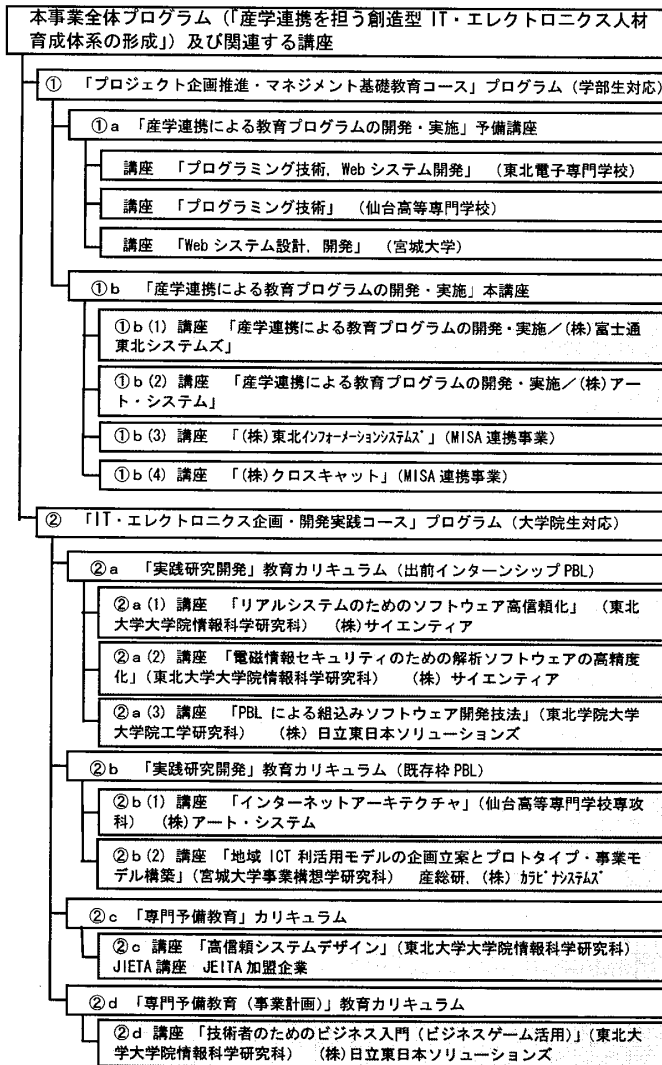 本事業全体プログラム（「産学連携を担う創造型 IT・エレクトロニクス人材
育成体系の形成」）及び関連する講座
① 「プロジェクト企画推進・マネジメント基礎教育コース」プログラム（学部生対応）
①a 「産学連携による教育プログラムの開発・実施」予備講座
講座 「プログラミング技術，Web システム開発」 （東北電子専門学校）
講座 「プログラミング技術」 （仙台高等専門学校）
講座 「Web システム設計，開発」 （宮城大学）
①b 「産学連携による教育プログラムの開発・実施」本講座
①b (1) 講座 「産学連携による教育プログラムの開発・実施／(株)富士通
東北システムズ」
①b (2) 講座 「産学連携による教育プログラムの開発・実施／(株)アー
ト・システム」
①b (3) 講座 「(株)東北ｲﾝﾌｫｰﾒｰｼｮﾝｼｽﾃﾑｽﾞ」(MISA 連携事業)
①b (4) 講座 「(株)クロスキャット」(MISA 連携事業)
② 「IT・エレクトロニクス企画・開発実践コース」プログラム（大学院生対応）
②a 「実践研究開発」教育カリキュラム（出前インターンシップ PBL）
②a (1) 講座 「リアルシステムのためのソフトウェア高信頼化」 （東北
大学大学院情報科学研究科） (株)サイエンティア
②a (2) 講座 「電磁情報セキュリティのための解析ソフトウェアの高精度
化」（東北大学大学院情報科学研究科） (株) サイエンティア
②a (3) 講座 「PBL による組込みソフトウェア開発技法」（東北学院大学
大学院工学研究科） (株) 日立東日本ソリューションズ
②b 「実践研究開発」教育カリキュラム（既存枠 PBL）
②b (1) 講座 「インターネットアーキテクチャ」（仙台高等専門学校専攻
科） (株)アート・システム
②b (2) 講座 「地域 ICT 利活用モデルの企画立案とプロトタイプ・事業モ
デル構築」（宮城大学事業構想学研究科） 産総研，(株) ｶﾗﾋﾞﾅｼｽﾃﾑｽﾞ
②c 「専門予備教育」カリキュラム
②c 講座 「高信頼システムデザイン」（東北大学大学院情報科学研究科）
JIETA 講座 JEITA 加盟企業
②d 「専門予備教育（事業計画）」教育カリキュラム
②d 講座 「技術者のためのビジネス入門（ビジネスゲーム活用）」（東北大
学大学院情報科学研究科） (株)日立東日本ソリューションズ